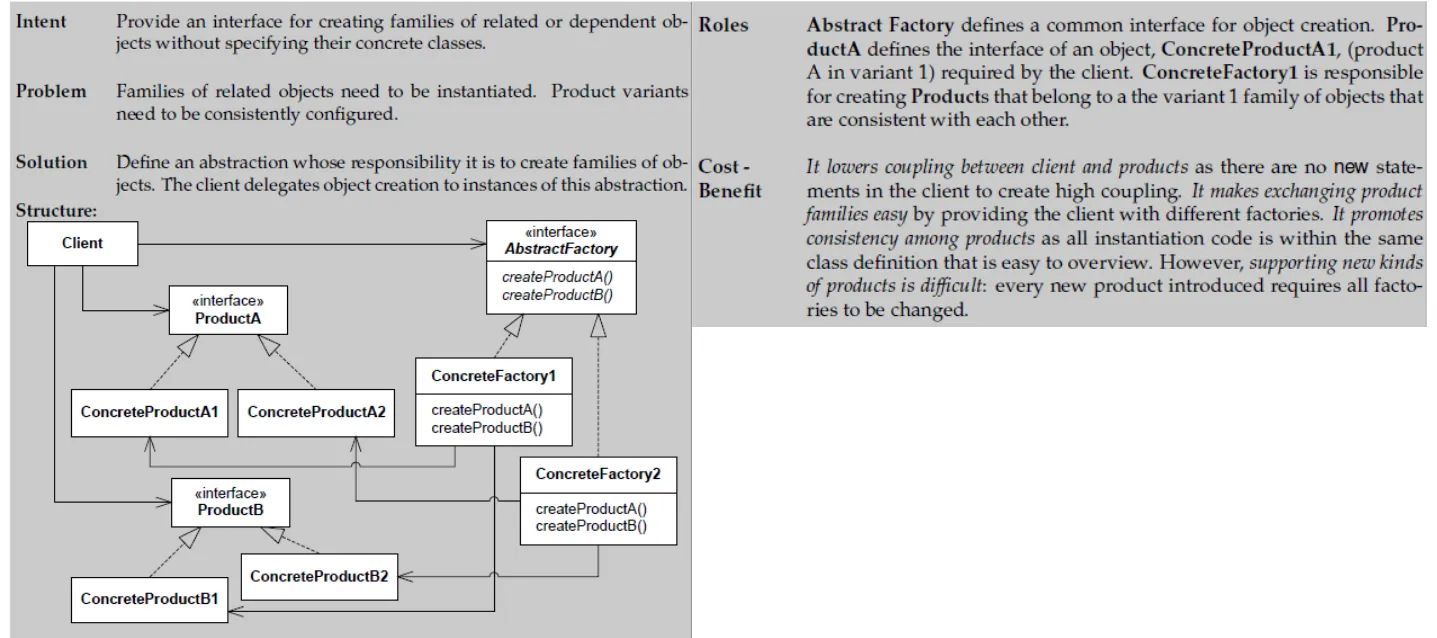 Intent Provide an interface for creating families of related or dependent ob-
jects without specifying their concrete classes.
Problem Families of related objects need to be instantiated. Product variants
need to be consistently configured.
Solution Define an abstraction whose responsibility it is to create families of ob-
jects. The client delegates object creation to instances of this abstraction.
Structure:
Client
«interface»
AbstractFactory
createProductA()
createProductB()
«interface»
ProductA
ConcreteFactory1
createProductA()
createProductB()
ConcreteProductA1
ConcreteProductA2
ConcreteFactory2
createProductA()
createProductB()
«interface»
ProductB
ConcreteProductB2
ConcreteProductB1
Roles Abstract Factory defines a common interface for object creation. Pro-
ductA defines the interface of an object, ConcreteProductA1, (product
A in variant 1) required by the client. ConcreteFactory1 is responsible
for creating Products that belong to a the variant 1 family of objects that
are consistent with each other.
Cost - It lowers coupling between client and products as there are no new state-
Benefit ments in the client to create high coupling. It makes exchanging product
families easy by providing the client with different factories. It promotes
consistency among products as all instantiation code is within the same
class definition that is easy to overview. However, supporting new kinds
of products is difficult: every new product introduced requires all facto-
ries to be changed.